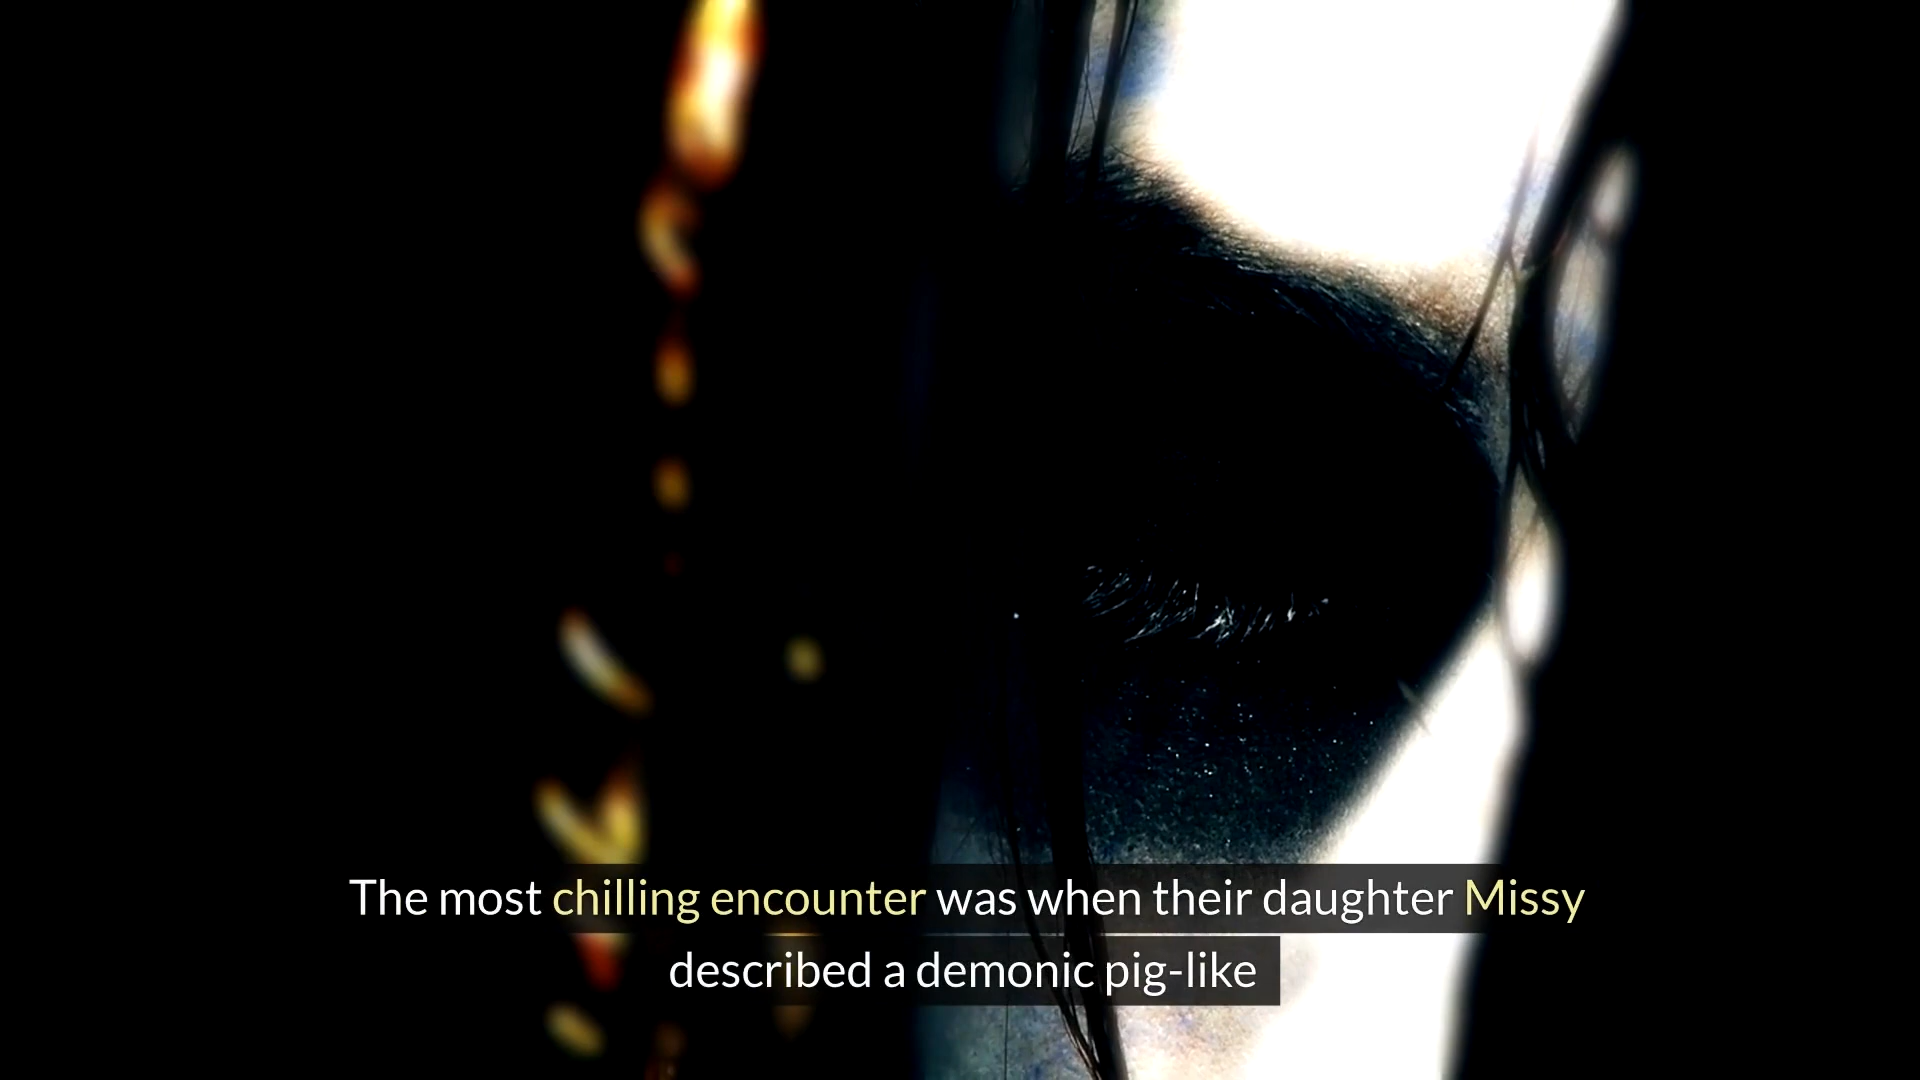 The most chilling encounter was when their daughter Missy
described a demonic pig-like